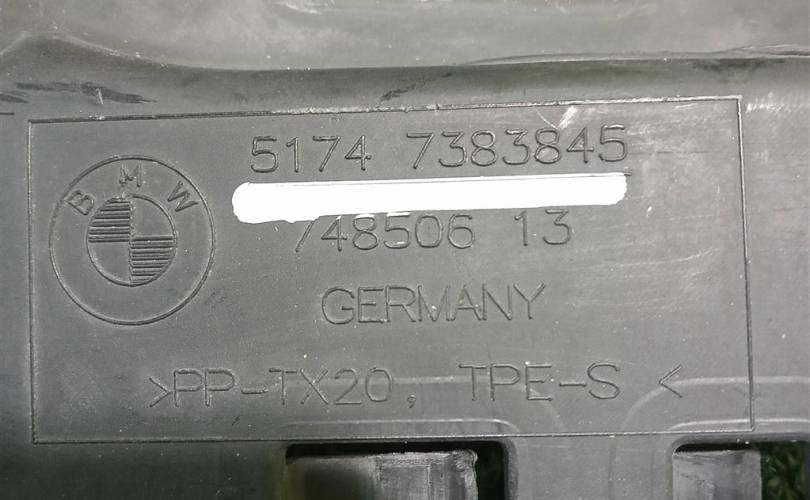 BMW
5174 7383845
748506 13
GERMANY
>PP-TX20, TPE-S<